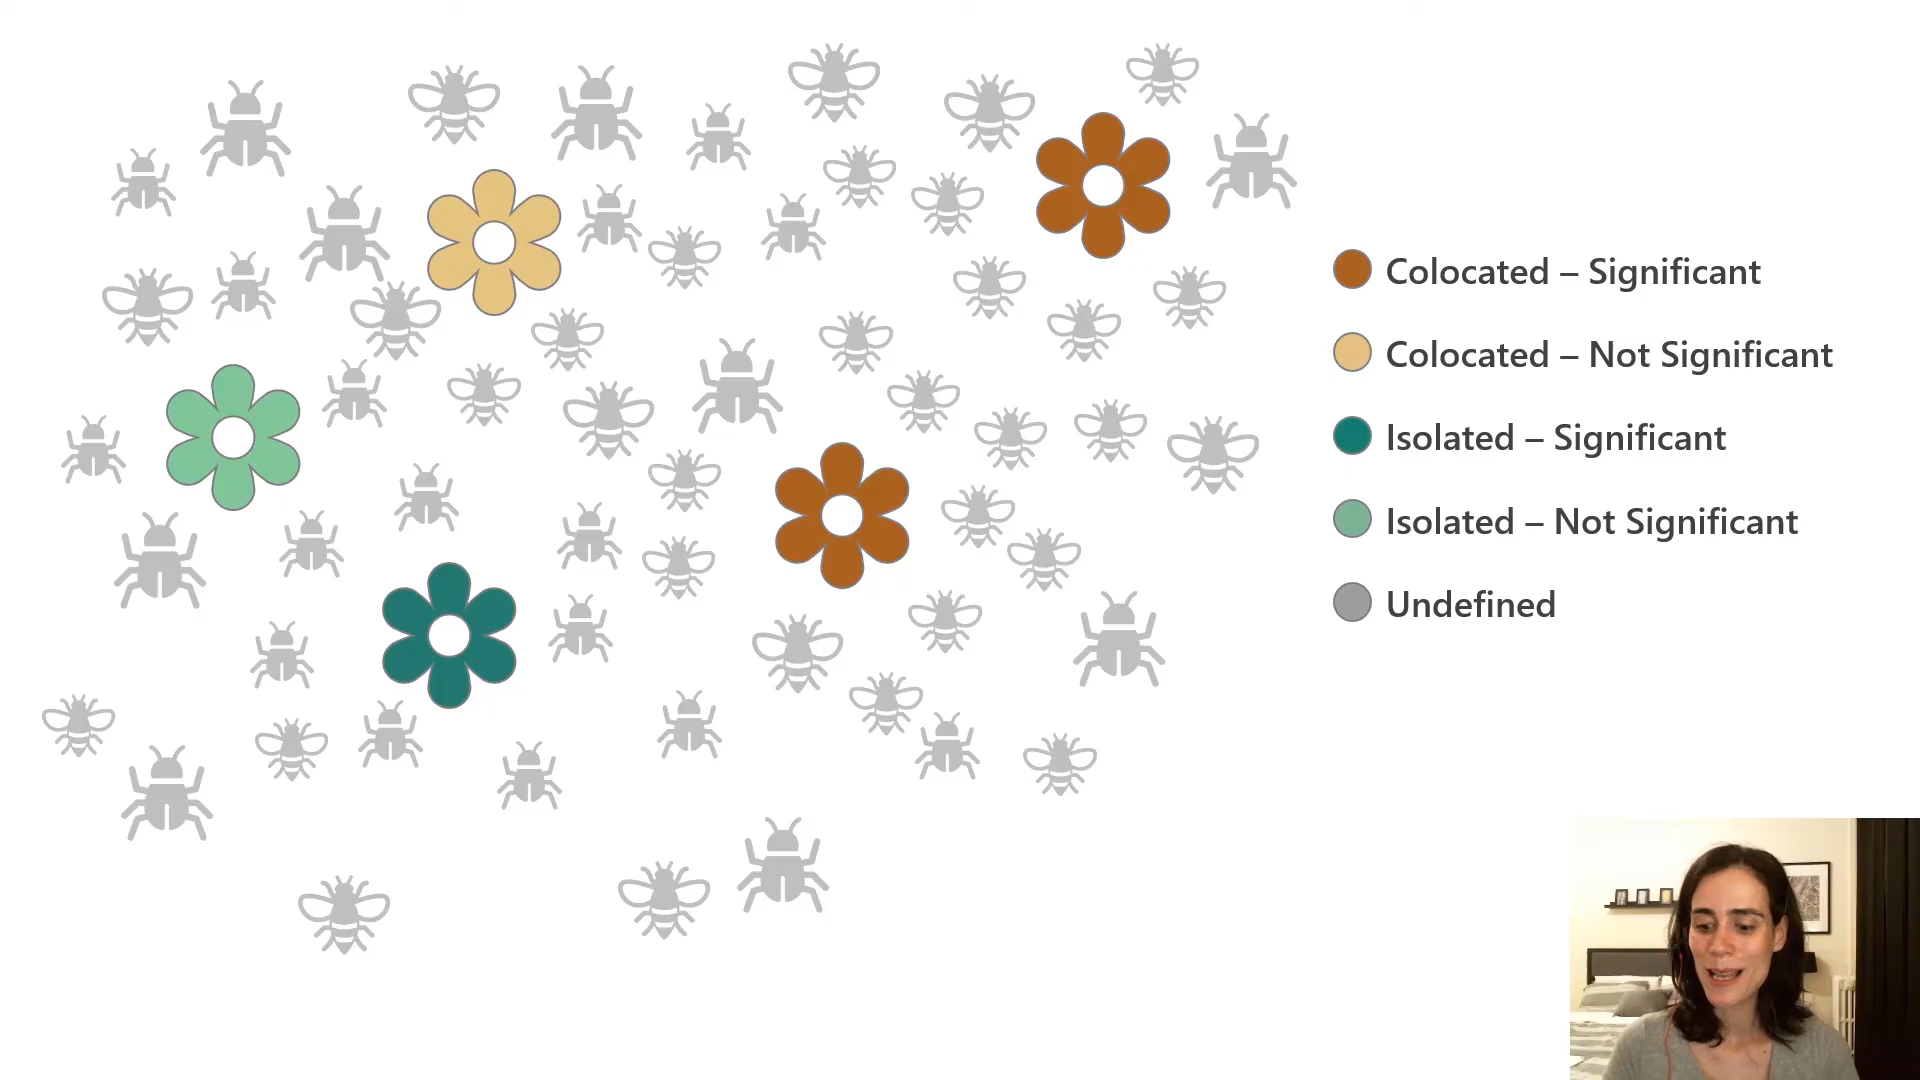 Colocated – Significant
Colocated – Not Significant
Isolated – Significant
Isolated – Not Significant
Undefined